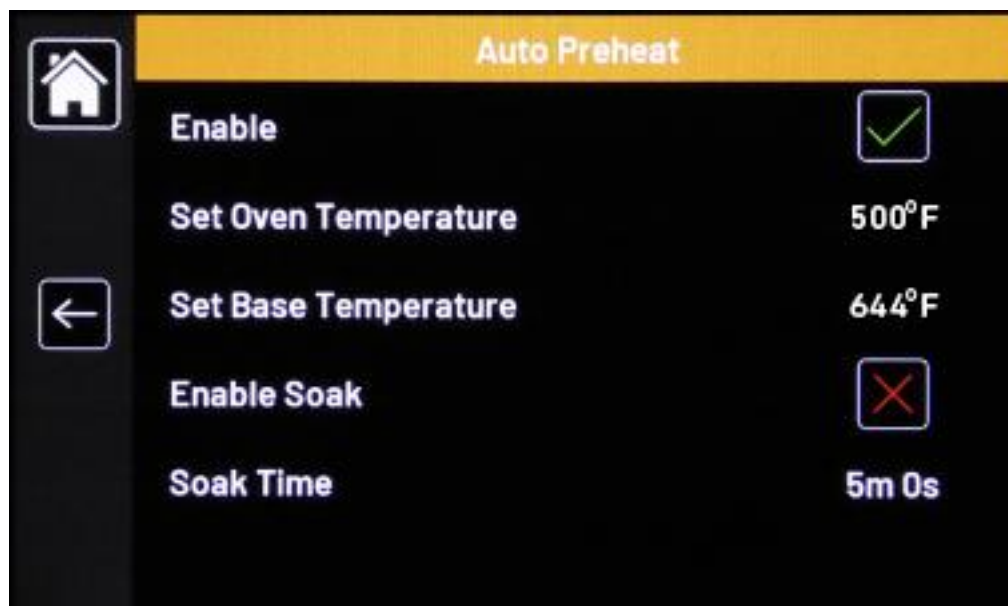 Auto Preheat
Enable
Set Oven Temperature 500°F
Set Base Temperature 644°F
Enable Soak
Soak Time 5m 0s